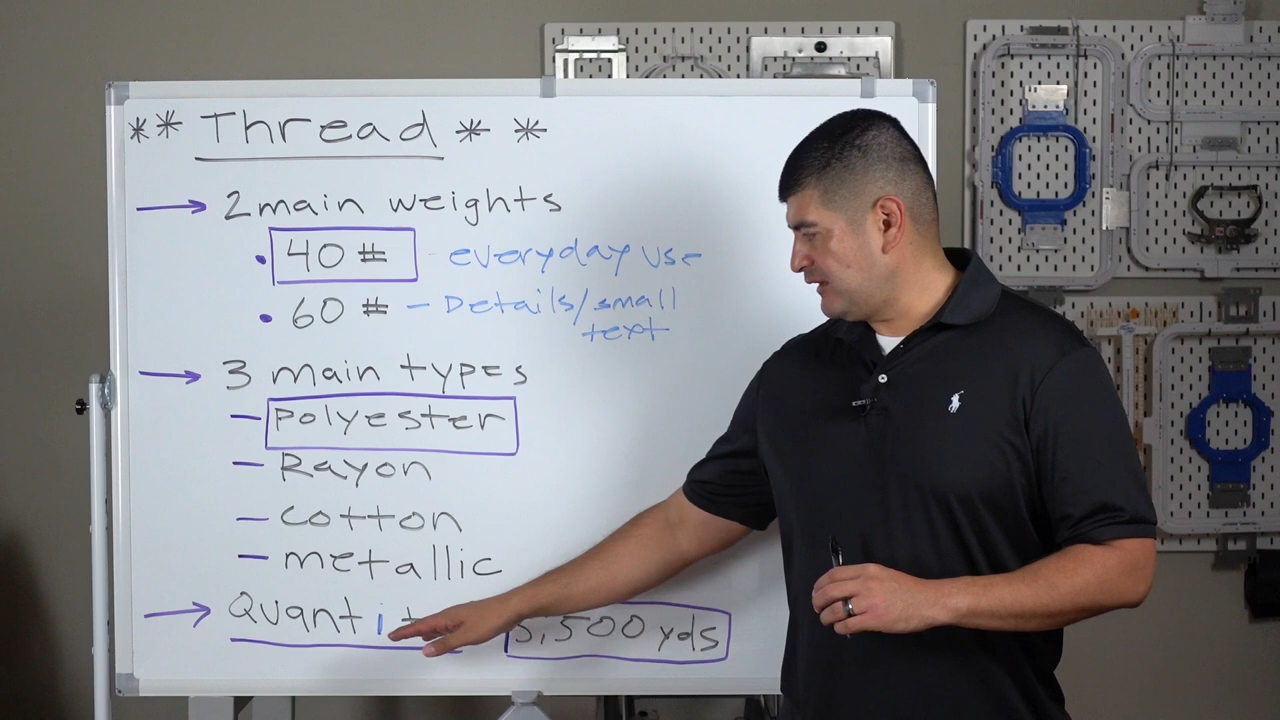 ** Thread **
→ 2 main weights
• 40 # - everyday use
• 60 # - Details/small
text
→ 3 main types
- Polyester
- Rayon
- cotton
- metallic
→ 5,500 yds